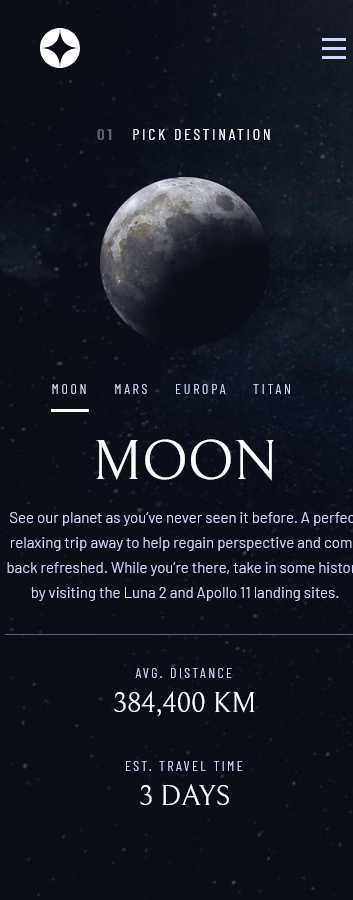 01 PICK DESTINATION
MOON MARS EUROPA TITAN
MOON
See our planet as you've never seen it before. A perfec
relaxing trip away to help regain perspective and com
back refreshed. While you're there, take in some histor
by visiting the Luna 2 and Apollo 11 landing sites.
AVG. DISTANCE
384,400 KM
EST. TRAVEL TIME
3 DAYS